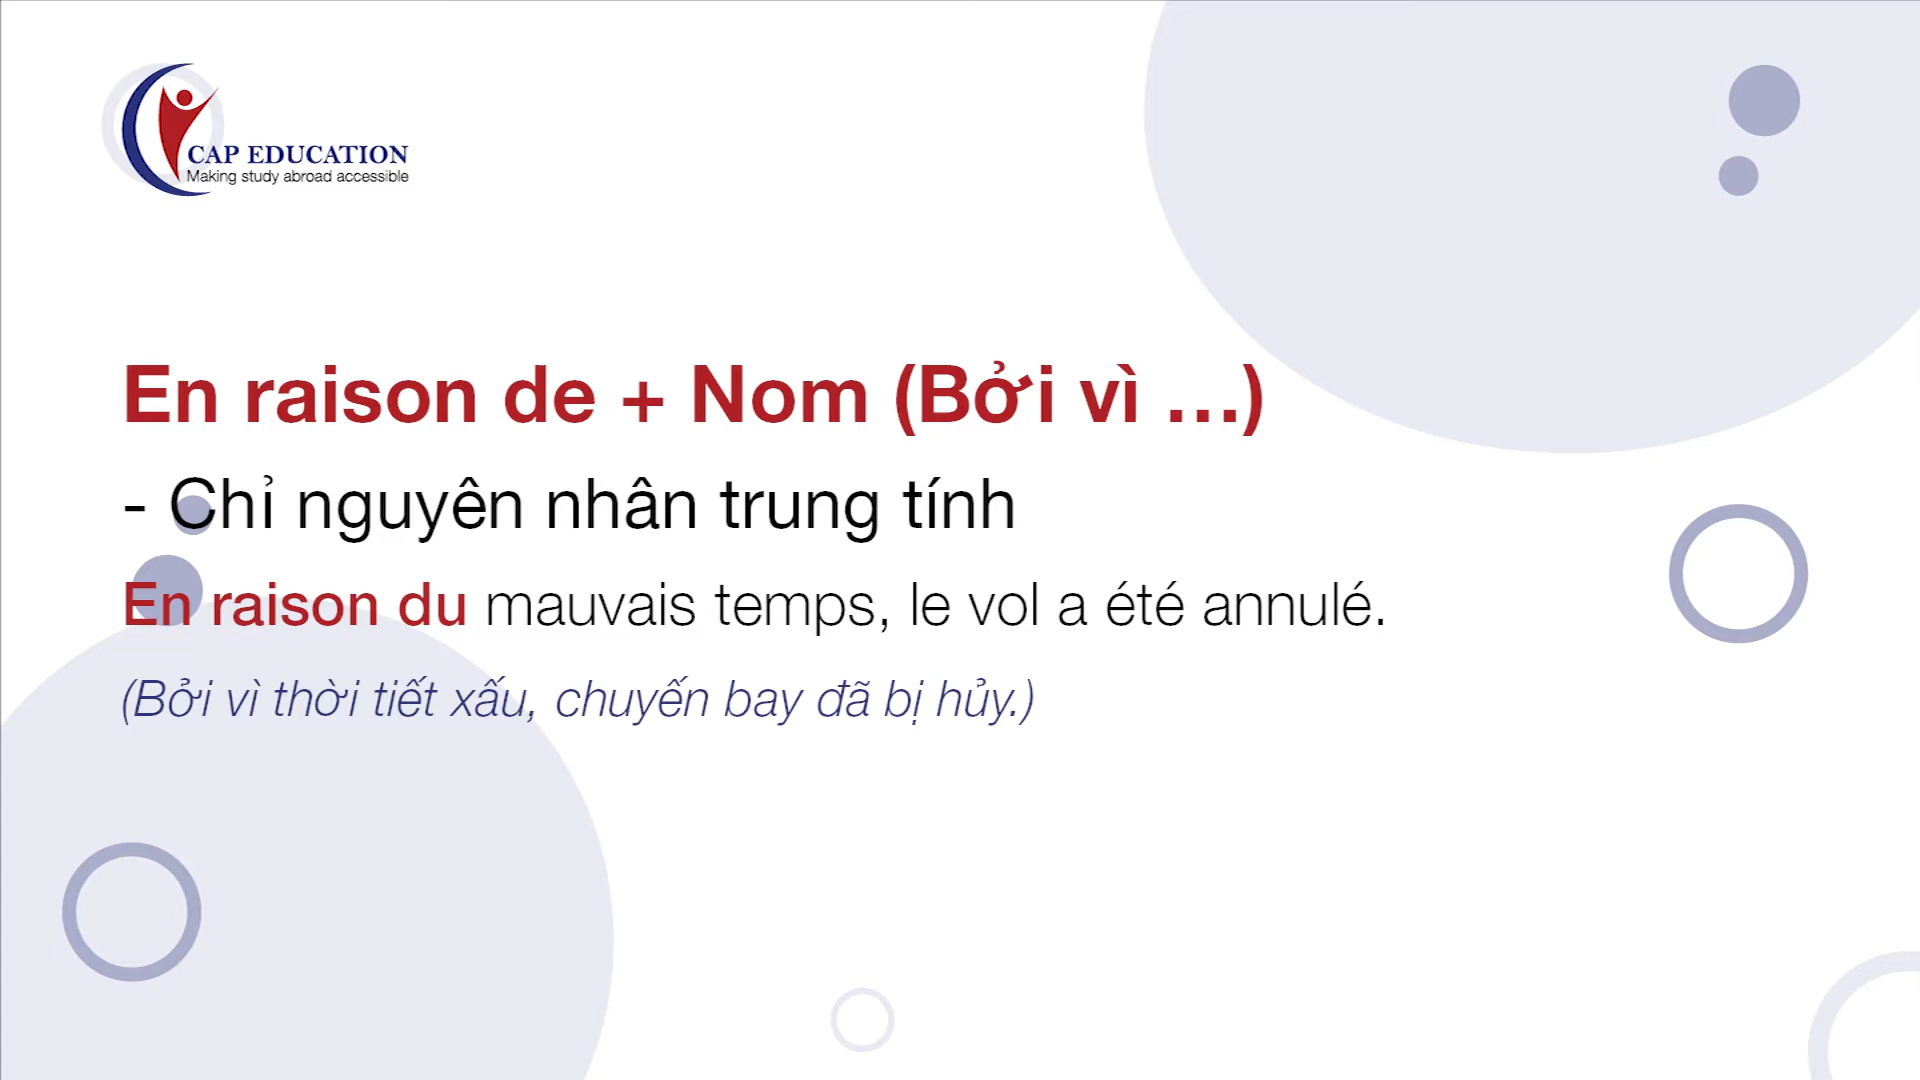 CAP EDUCATION
Making study abroad accessible
En raison de + Nom (Bởi vì ...)
- Chỉ nguyên nhân trung tính
En raison du mauvais temps, le vol a été annulé.
(Bởi vì thời tiết xấu, chuyến bay đã bị hủy.)